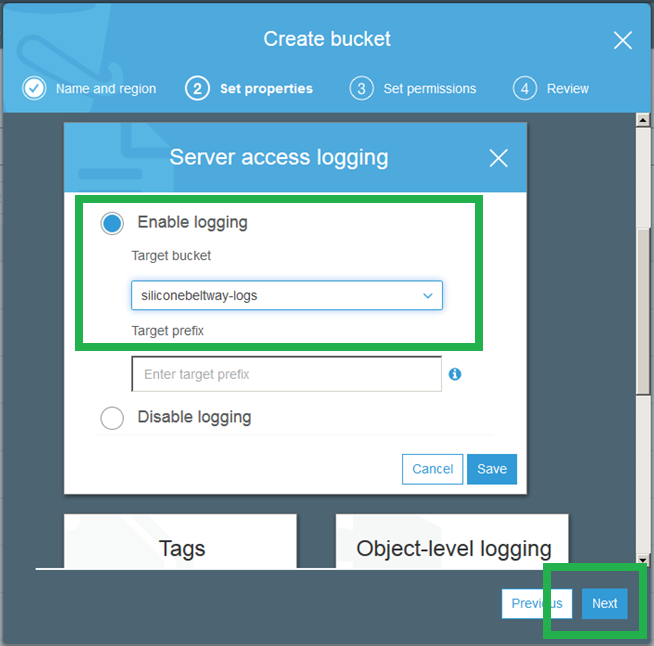 Create bucket
Name and region 2 Set properties 3 Set permissions 4 Review
Server access logging
Enable logging
Target bucket
siliconebeltway-logs
Target prefix
Enter target prefix
Disable logging
Cancel Save
Tags Object-level logging
Previous Next